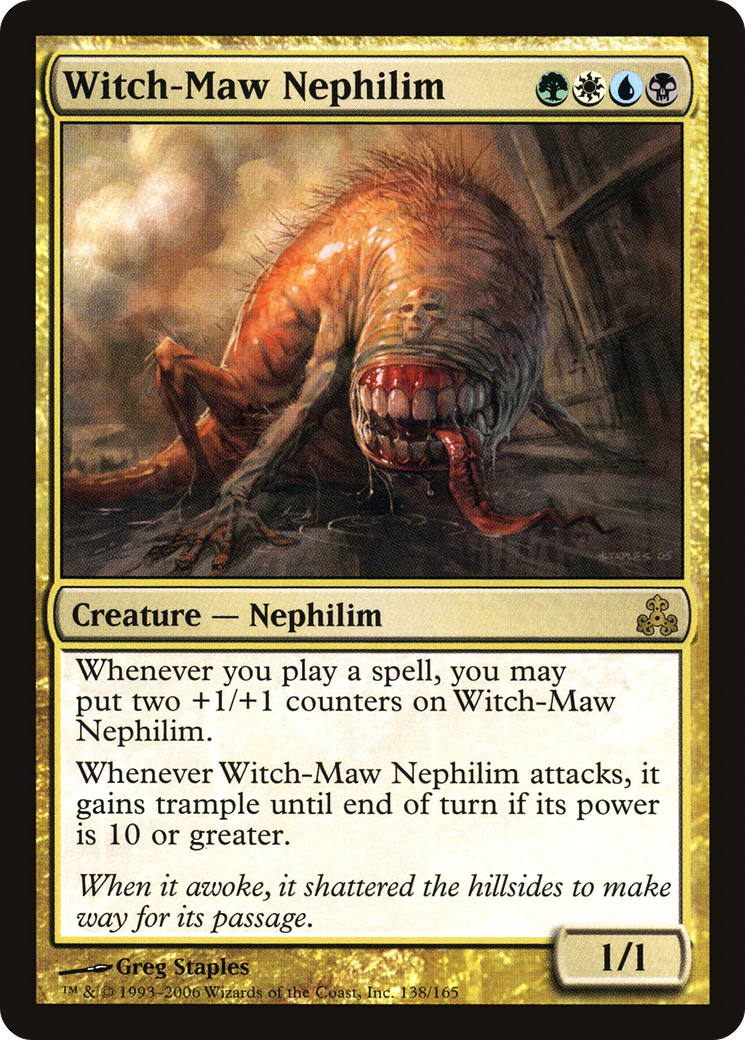 Witch-Maw Nephilim
STAPLES 05
Creature — Nephilim
Whenever you play a spell, you may
put two +1/+1 counters on Witch-Maw
Nephilim.
Whenever Witch-Maw Nephilim attacks, it
gains trample until end of turn if its power
is 10 or greater.
When it awoke, it shattered the hillsides to make
way for its passage.
1/1
Greg Staples
™ & © 1993–2006 Wizards of the Coast, Inc. 138/165